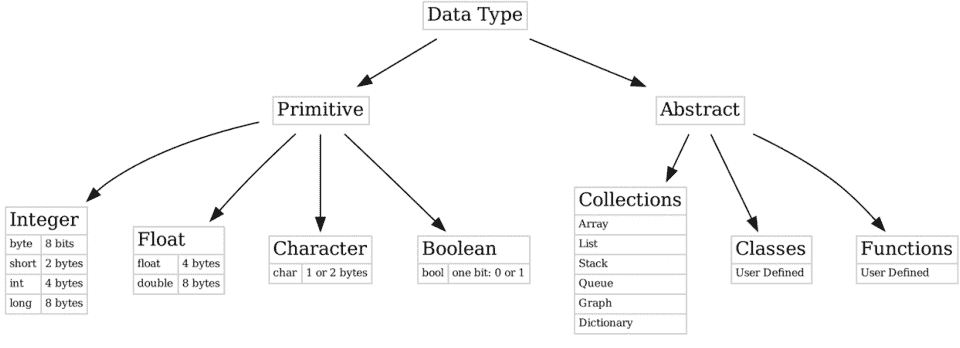 Data Type
Primitive
Abstract
Integer
byte 8 bits
short 2 bytes
int 4 bytes
long 8 bytes
Float
float 4 bytes
double 8 bytes
Character
char 1 or 2 bytes
Boolean
bool one bit: 0 or 1
Collections
Array
List
Stack
Queue
Graph
Dictionary
Classes
User Defined
Functions
User Defined